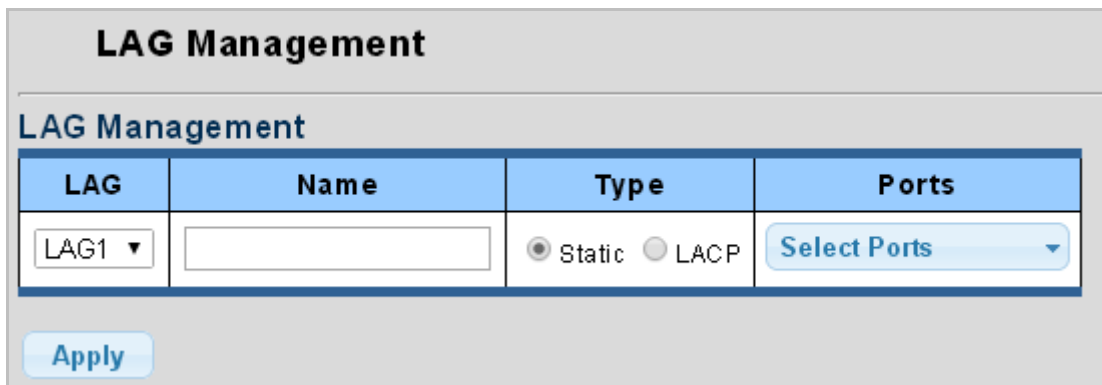 LAG Management
LAG Management
LAG Name Type Ports
LAG1 Static LACP Select Ports
Apply